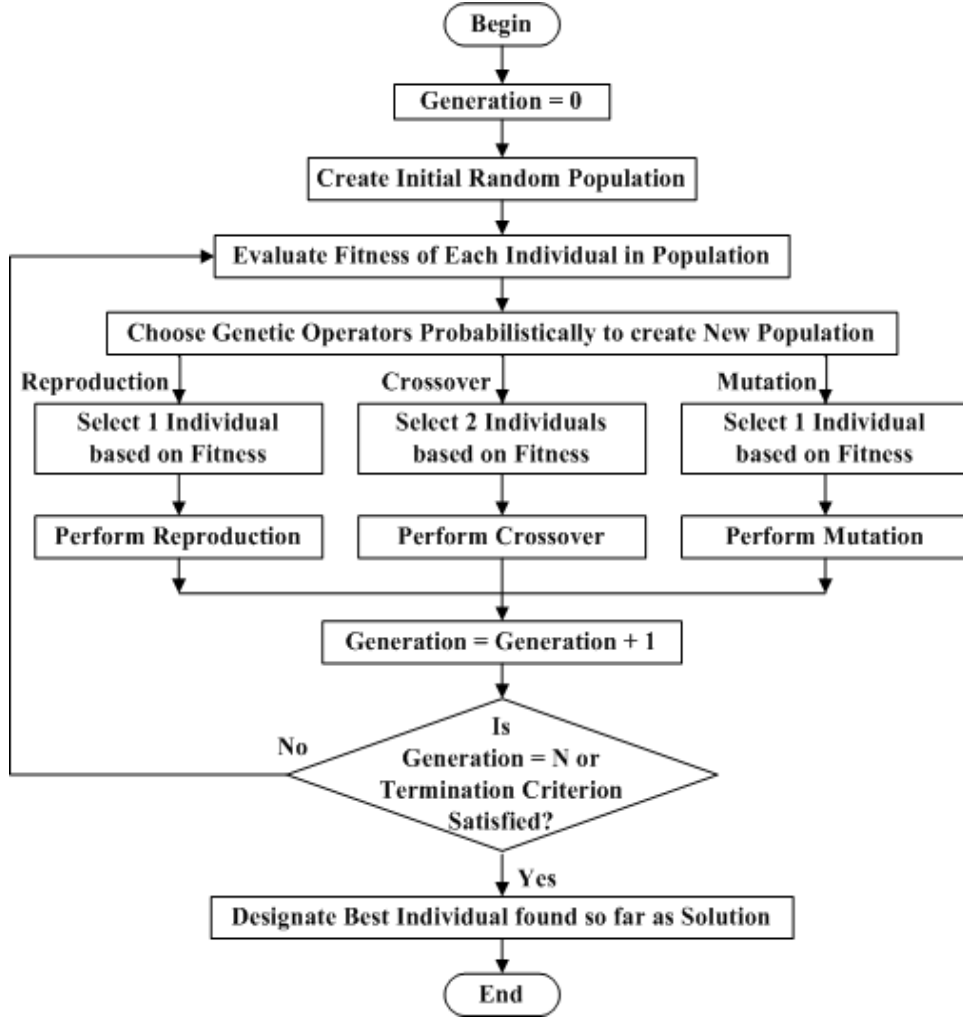 Begin
Generation = 0
Create Initial Random Population
Evaluate Fitness of Each Individual in Population
Choose Genetic Operators Probabilistically to create New Population
Reproduction
Crossover
Mutation
Select 1 Individual
based on Fitness
Select 2 Individuals
based on Fitness
Select 1 Individual
based on Fitness
Perform Reproduction
Perform Crossover
Perform Mutation
Generation = Generation + 1
No
Is
Generation = N or
Termination Criterion
Satisfied?
Yes
Designate Best Individual found so far as Solution
End